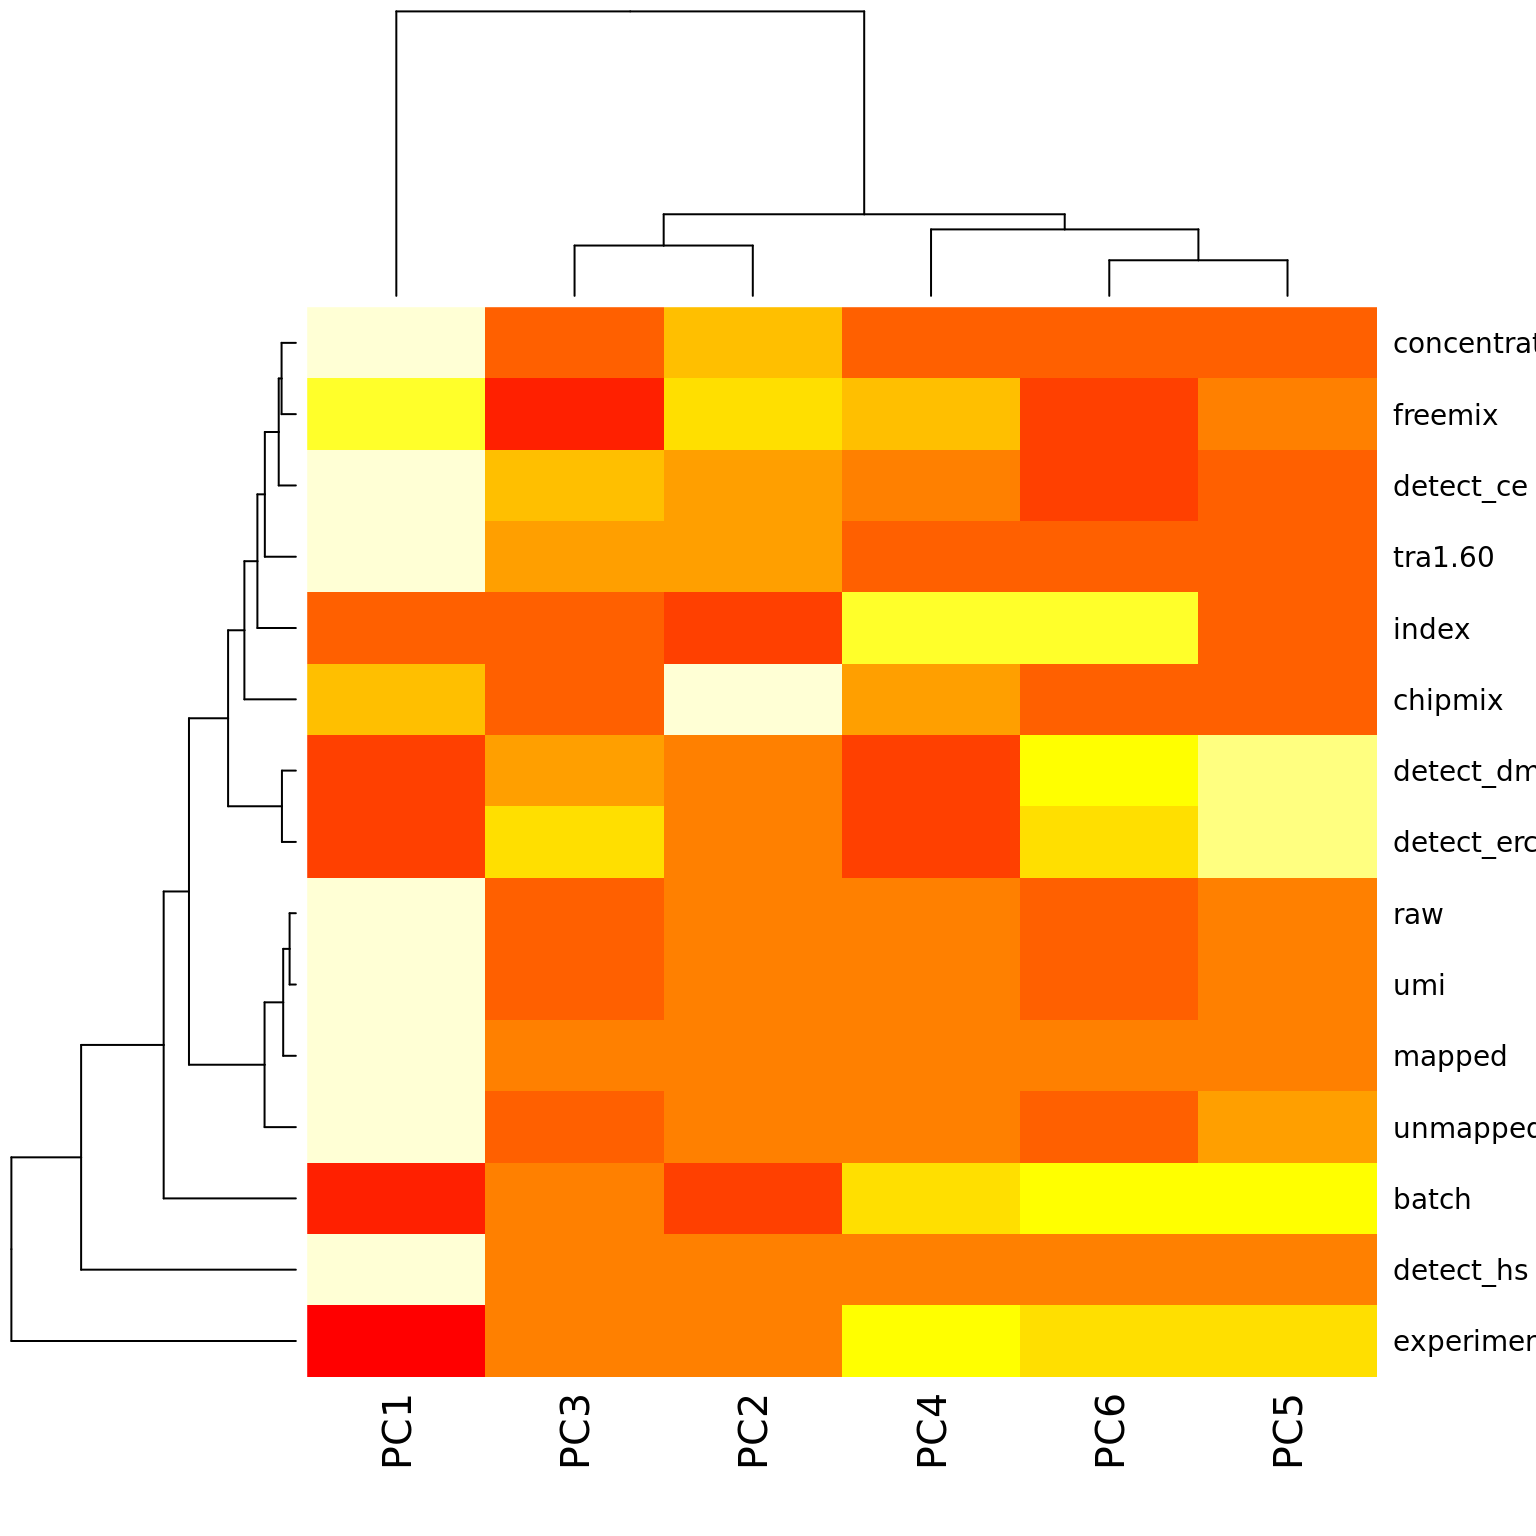 concentrat
freemix
detect_ce
tra1.60
index
chipmix
detect_dm
detect_erc
raw
umi
mapped
unmapped
batch
detect_hs
experimen
PC1 PC3 PC2 PC4 PC6 PC5